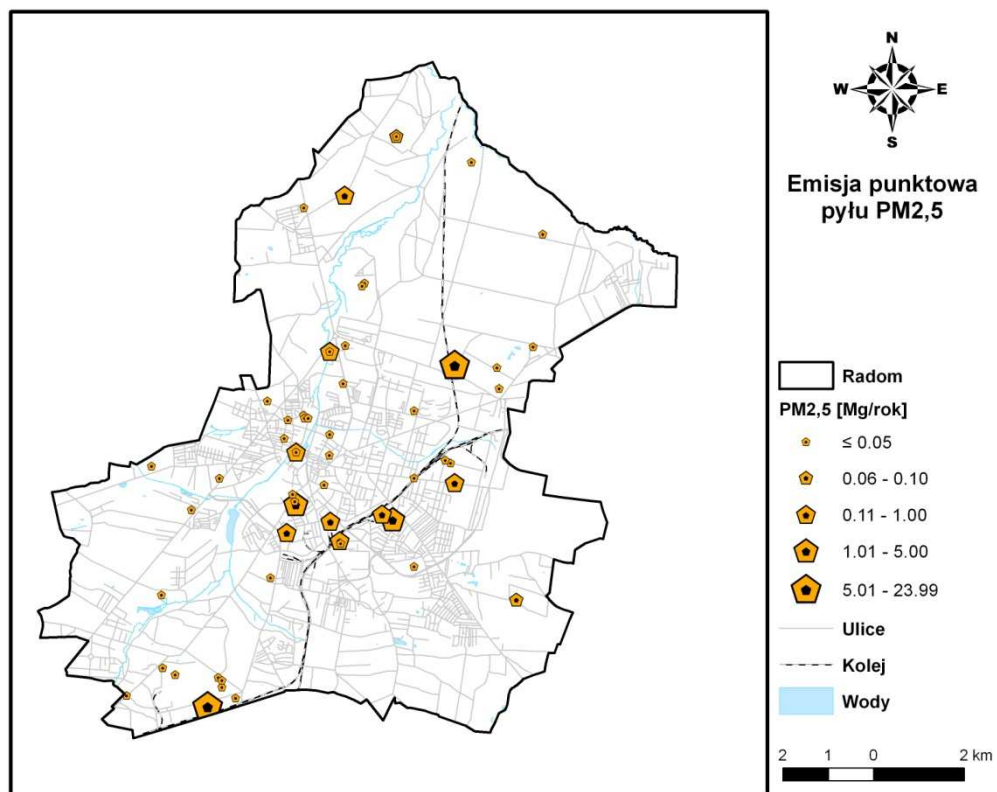 N
W E
S
Emisja punktowa
pyłu PM2,5
Radom
PM2,5 [Mg/rok]
≤ 0.05
0.06 - 0.10
0.11 - 1.00
1.01 - 5.00
5.01 - 23.99
Ulice
Kolej
Wody
2 1 0 2 km